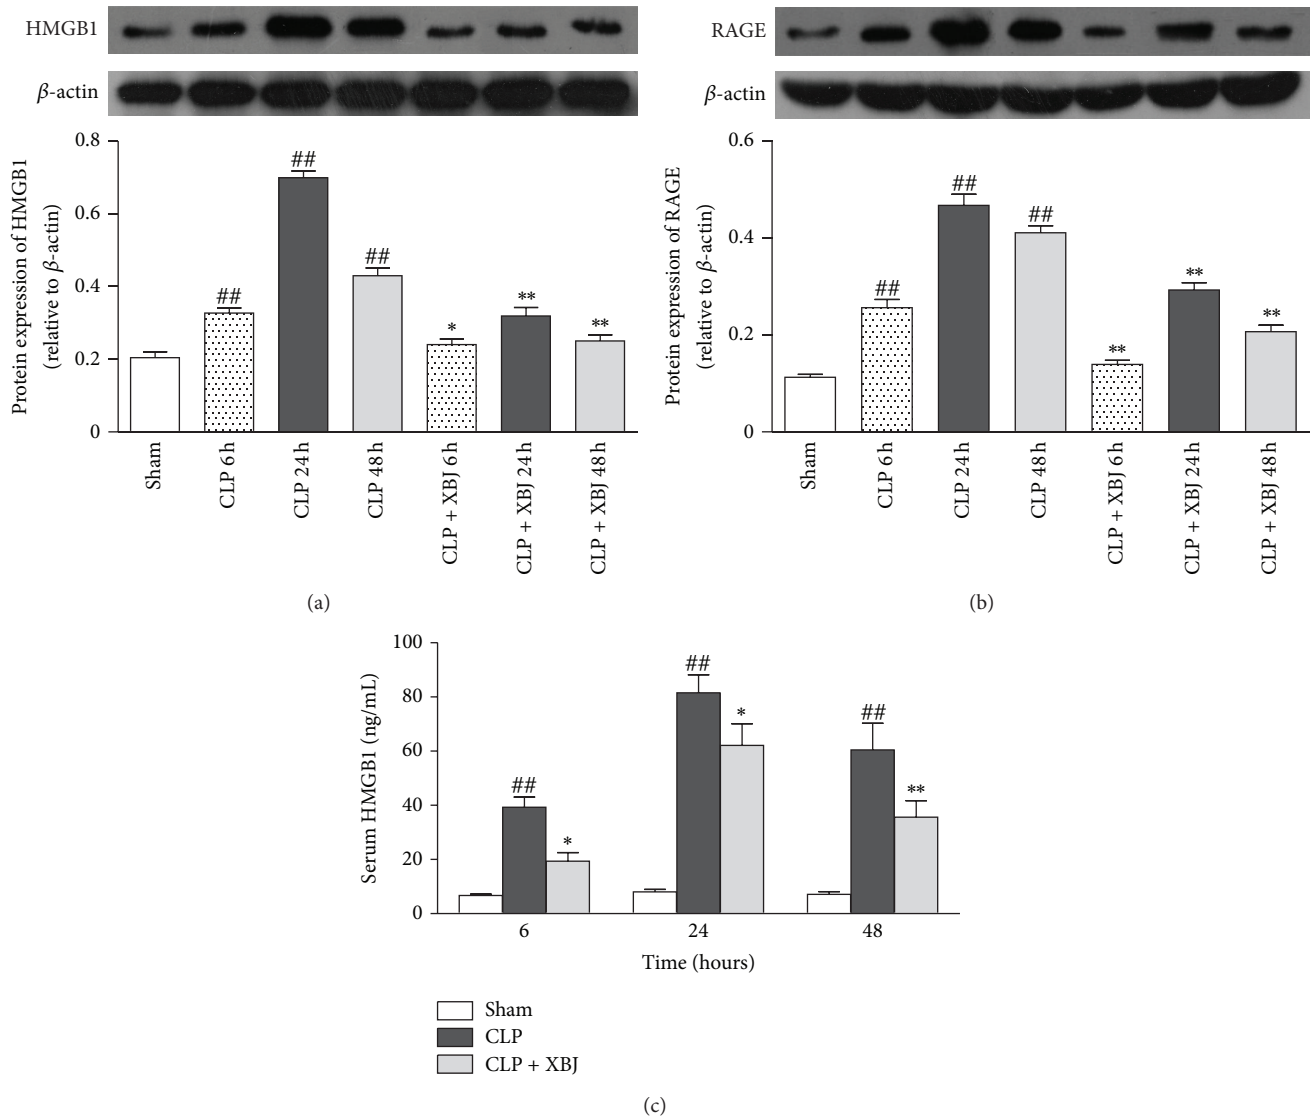 HMGB1
β-actin
Protein expression of HMGB1
(relative to β-actin)
0.8
0.6
0.4
0.2
0
##
##
##
*
**
**
Sham
CLP 6 h
CLP 24 h
CLP 48 h
CLP + XBJ 6 h
CLP + XBJ 24 h
CLP + XBJ 48 h
(a)
RAGE
β-actin
Protein expression of RAGE
(relative to β-actin)
0.6
0.4
0.2
0
##
##
##
**
**
**
Sham
CLP 6 h
CLP 24 h
CLP 48 h
CLP + XBJ 6 h
CLP + XBJ 24 h
CLP + XBJ 48 h
(b)
Serum HMGB1 (ng/mL)
100
80
60
40
20
0
##
*
##
*
##
**
6
24
48
Time (hours)
Sham
CLP
CLP + XBJ
(c)